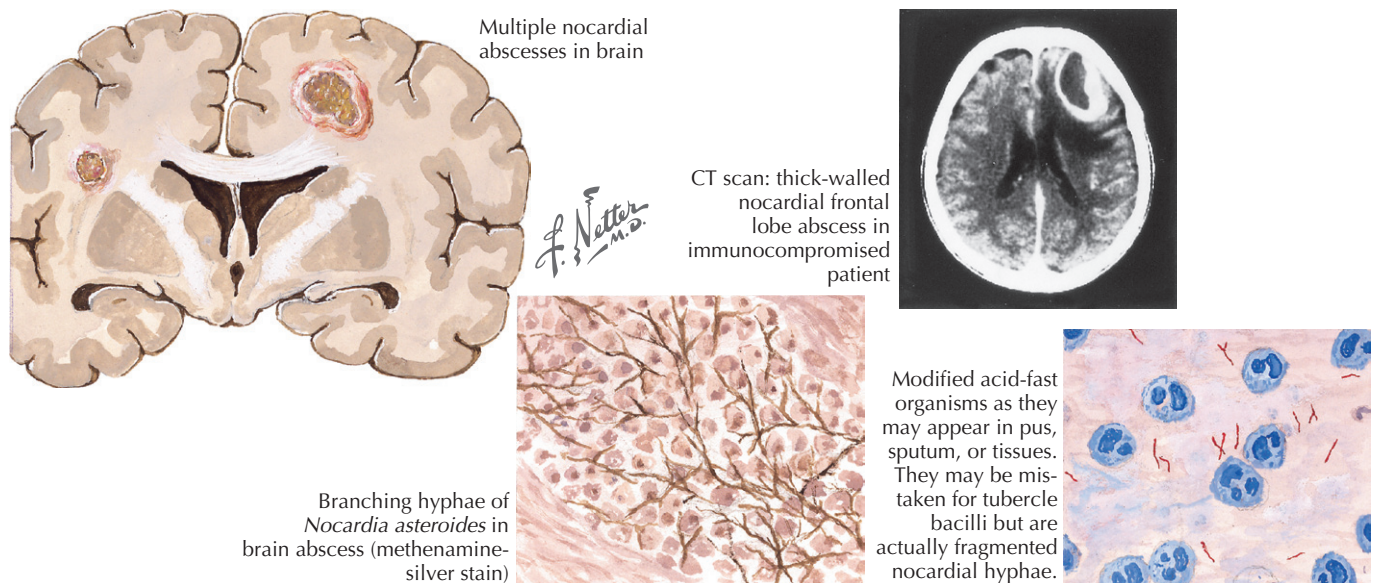 Multiple nocardial
abscesses in brain
F. Netter
M.D.
CT scan: thick-walled
nocardial frontal
lobe abscess in
immunocompromised
patient
Branching hyphae of
Nocardia asteroides in
brain abscess (methenamine-
silver stain)
Modified acid-fast
organisms as they
may appear in pus,
sputum, or tissues.
They may be mis-
taken for tubercle
bacilli but are
actually fragmented
nocardial hyphae.